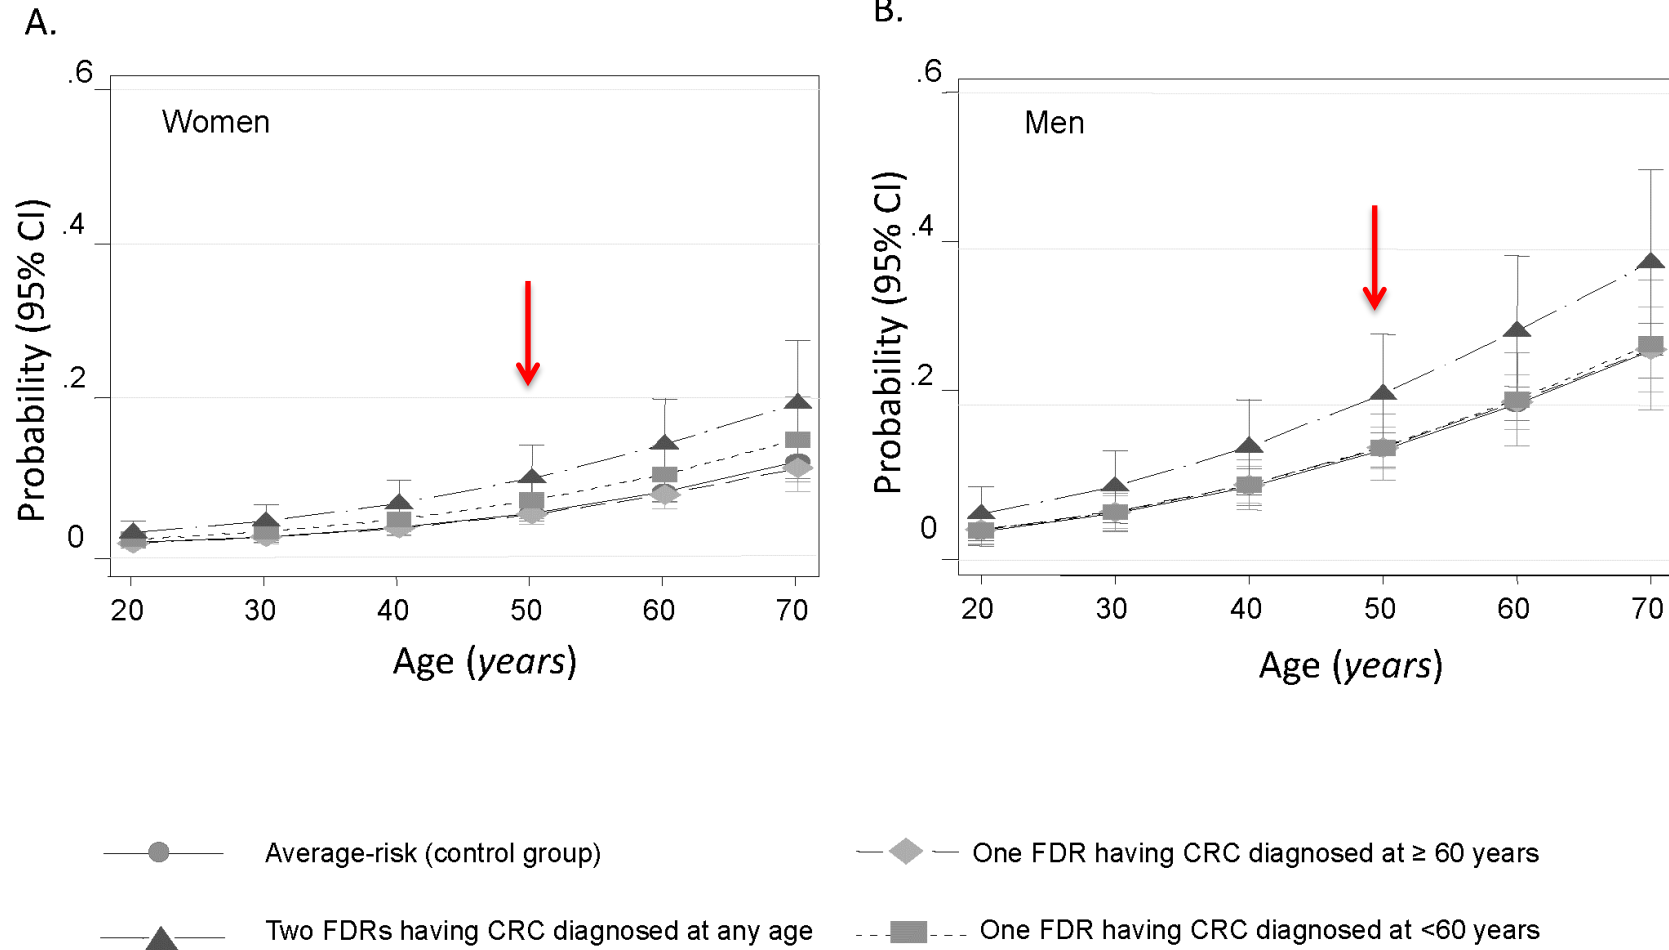 A.
B.
.6
Women
.4
.2
0
Probability (95% CI)
20 30 40 50 60 70
Age (years)
.6
Men
.4
.2
0
Probability (95% CI)
20 30 40 50 60 70
Age (years)
Average-risk (control group)
One FDR having CRC diagnosed at ≥ 60 years
Two FDRs having CRC diagnosed at any age
One FDR having CRC diagnosed at <60 years